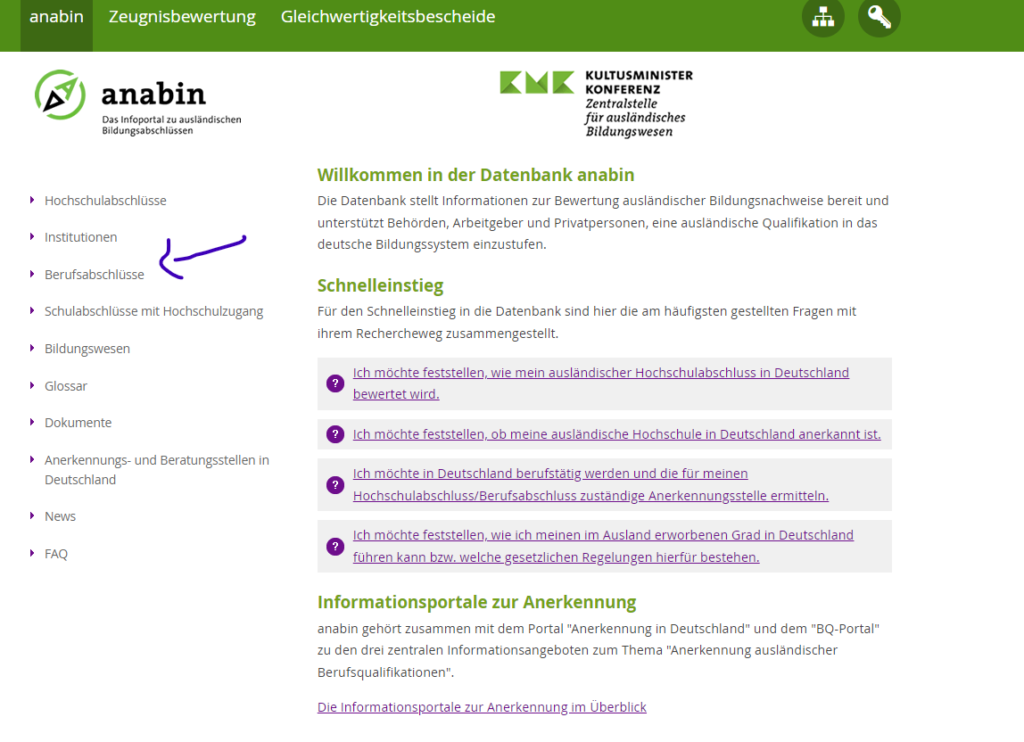 anabin Zeugnisbewertung Gleichwertigkeitsbescheide
anabin
Das Infoportal zu ausländischen
Bildungsabschlüssen
KMK
KULTUSMINISTER
KONFERENZ
Zentralstelle
für ausländisches
Bildungswesen
Hochschulabschlüsse
Institutionen
Berufsabschlüsse
Schulabschlüsse mit Hochschulzugang
Bildungswesen
Glossar
Dokumente
Anerkennungs- und Beratungsstellen in
Deutschland
News
FAQ
Willkommen in der Datenbank anabin
Die Datenbank stellt Informationen zur Bewertung ausländischer Bildungsnachweise bereit und
unterstützt Behörden, Arbeitgeber und Privatpersonen, eine ausländische Qualifikation in das
deutsche Bildungssystem einzustufen.
Schnelleinstieg
Für den Schnelleinstieg in die Datenbank sind hier die am häufigsten gestellten Fragen mit
ihrem Rechercheweg zusammengestellt.
? Ich möchte feststellen, wie mein ausländischer Hochschulabschluss in Deutschland
bewertet wird.
? Ich möchte feststellen, ob meine ausländische Hochschule in Deutschland anerkannt ist.
? Ich möchte in Deutschland berufstätig werden und die für meinen
Hochschulabschluss/Berufsabschluss zuständige Anerkennungsstelle ermitteln.
? Ich möchte feststellen, wie ich meinen im Ausland erworbenen Grad in Deutschland
führen kann bzw. welche gesetzlichen Regelungen hierfür bestehen.
Informationsportale zur Anerkennung
anabin gehört zusammen mit dem Portal "Anerkennung in Deutschland" und dem "BQ-Portal"
zu den drei zentralen Informationsangeboten zum Thema "Anerkennung ausländischer
Berufsqualifikationen".
Die Informationsportale zur Anerkennung im Überblick